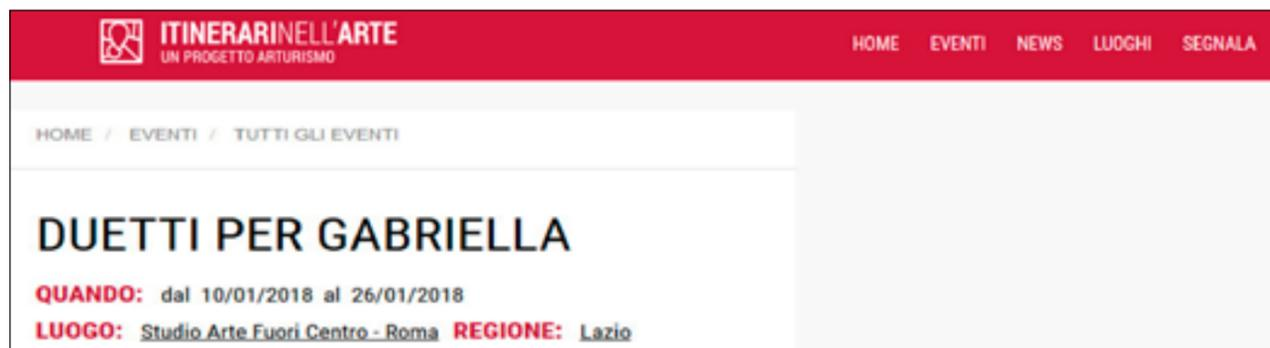 ITINERARINELL'ARTE
UN PROGETTO ARTURISMO
HOME EVENTI NEWS LUOGHI SEGNALA
HOME / EVENTI / TUTTI GLI EVENTI
DUETTI PER GABRIELLA
QUANDO: dal 10/01/2018 al 26/01/2018
LUOGO: Studio Arte Fuori Centro - Roma REGIONE: Lazio